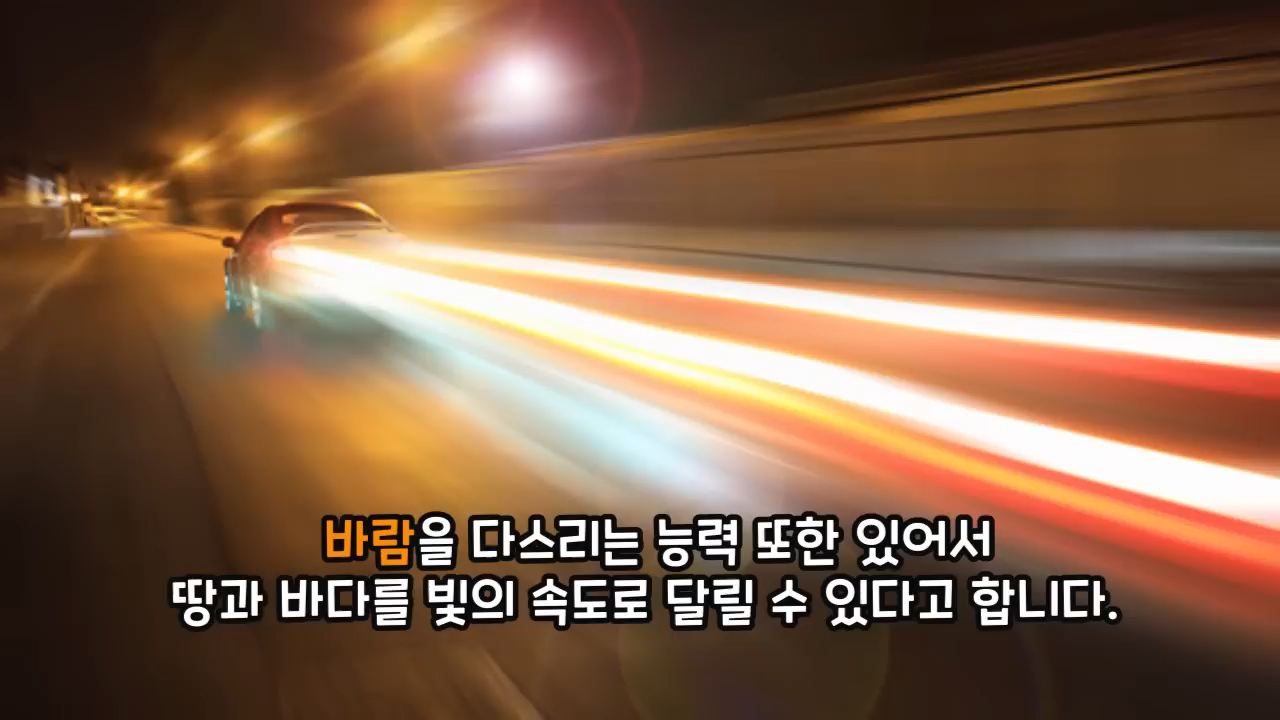 바람을 다스리는 능력 또한 있어서
땅과 바다를 빛의 속도로 달릴 수 있다고 합니다.